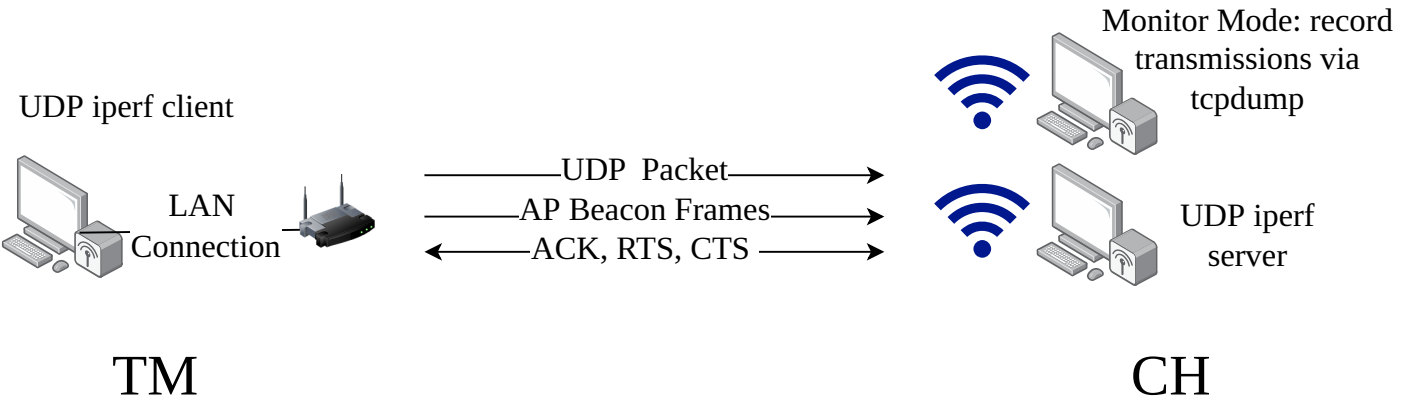 Monitor Mode: record
transmissions via
tcpdump
UDP iperf client
LAN
Connection
UDP Packet
AP Beacon Frames
ACK, RTS, CTS
UDP iperf
server
TM
CH